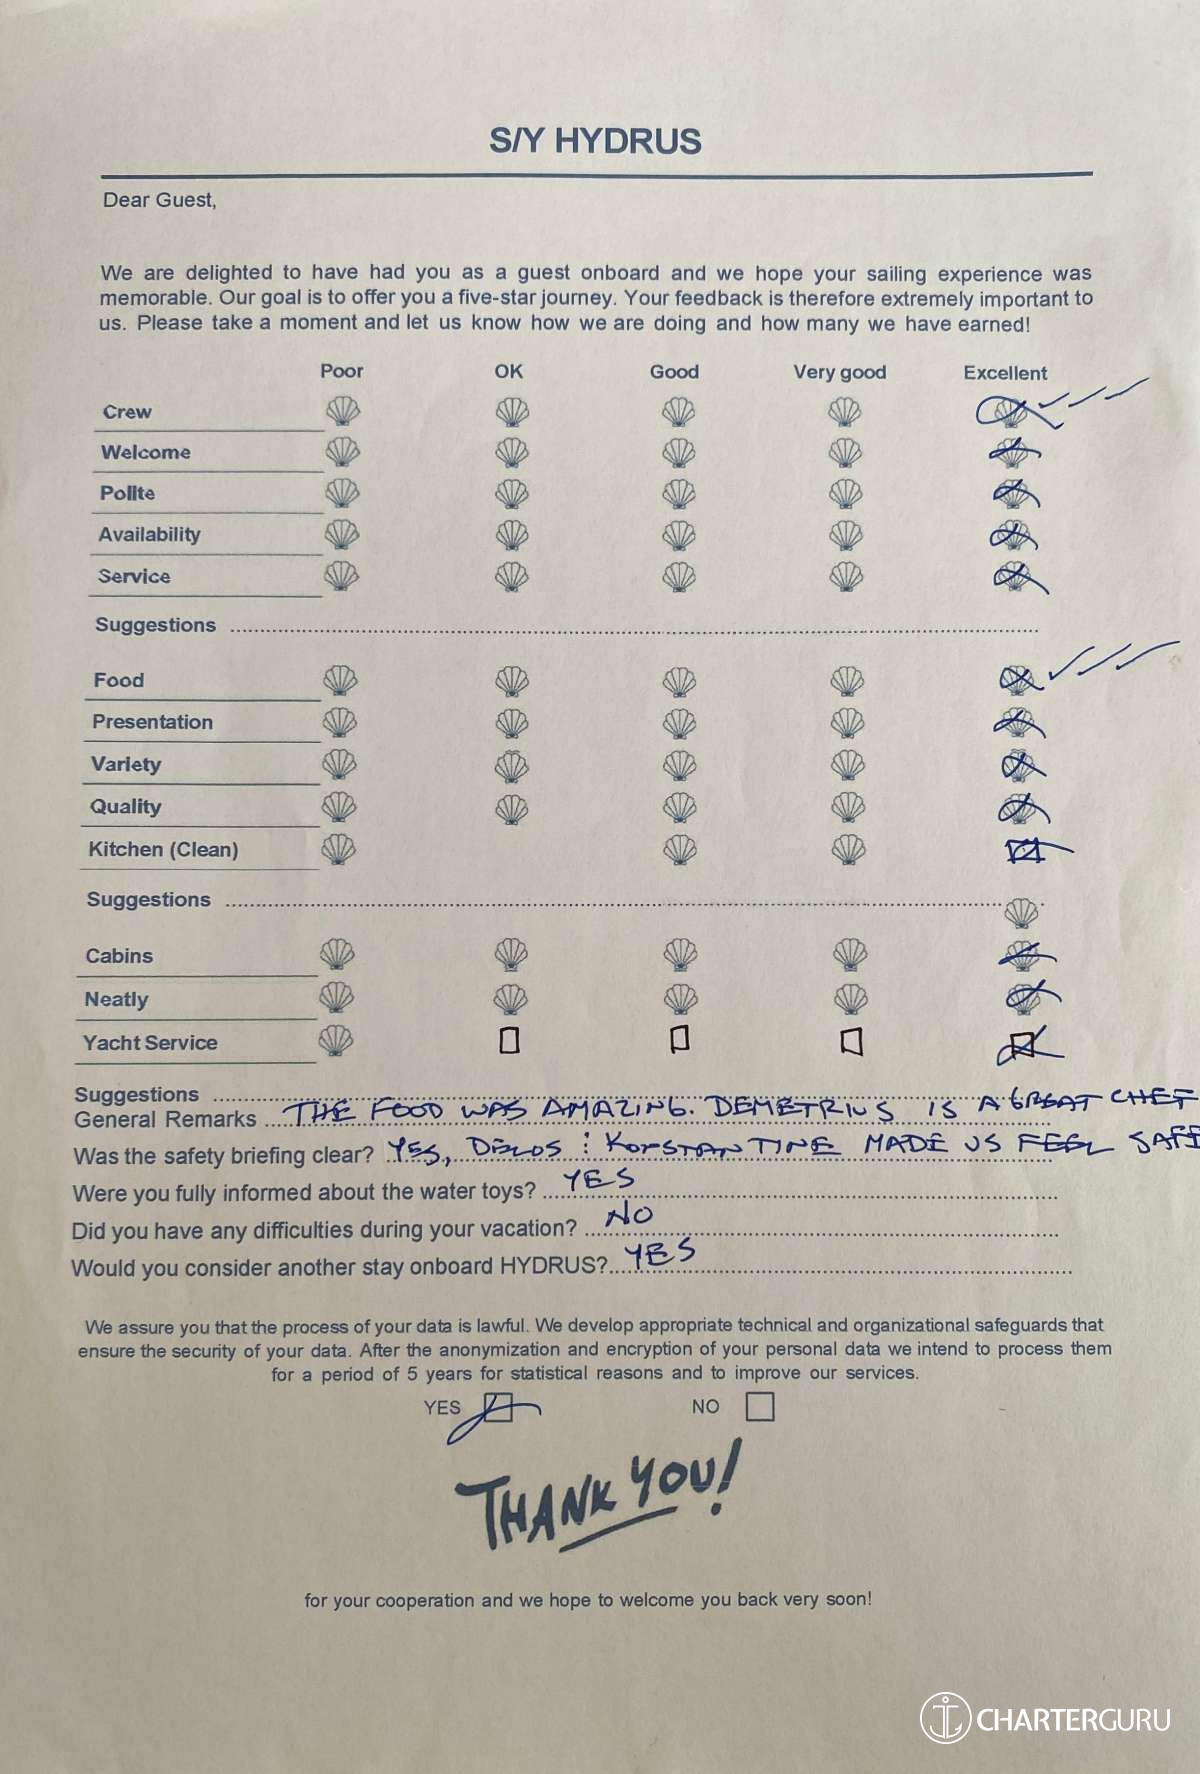 S/Y HYDRUS
Dear Guest,
We are delighted to have had you as a guest onboard and we hope your sailing experience was
memorable. Our goal is to offer you a five-star journey. Your feedback is therefore extremely important to
us. Please take a moment and let us know how we are doing and how many we have earned!
Poor OK Good Very good Excellent
Crew
Welcome
Polite
Availability
Service
Suggestions
Food
Presentation
Variety
Quality
Kitchen (Clean)
Suggestions
Cabins
Neatly
Yacht Service
Suggestions
General Remarks THE FOOD WAS AMAZING. DEMETRIUS IS A GREAT CHEF
Was the safety briefing clear? YES, MADE US FEEL SAFE
Were you fully informed about the water toys? YES
Did you have any difficulties during your vacation? NO
Would you consider another stay onboard HYDRUS? YES
We assure you that the process of your data is lawful. We develop appropriate technical and organizational safeguards that
ensure the security of your data. After the anonymization and encryption of your personal data we intend to process them
for a period of 5 years for statistical reasons and to improve our services.
YES NO
THANK YOU!
for your cooperation and we hope to welcome you back very soon!
CHARTERGURU